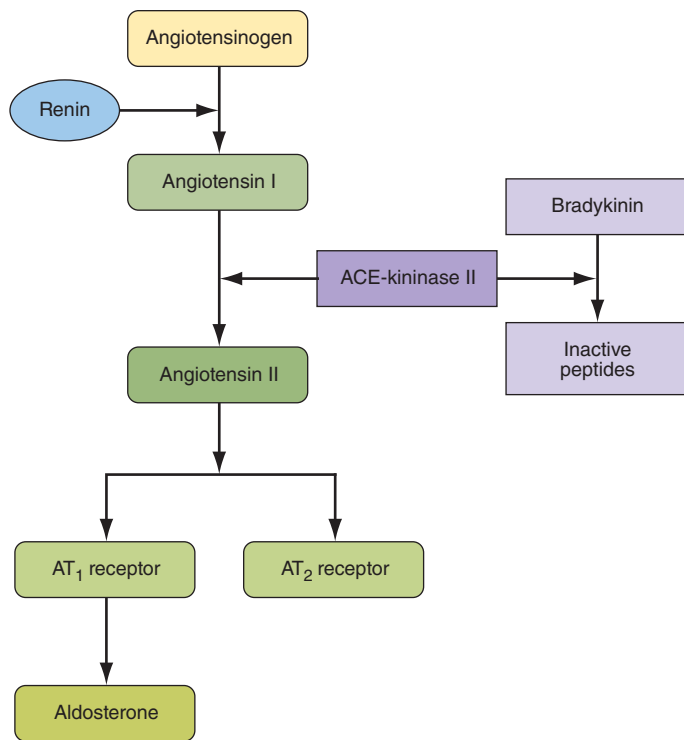 Angiotensinogen
Renin
Angiotensin I
Bradykinin
ACE-kininase II
Angiotensin II
Inactive
peptides
AT1 receptor
AT2 receptor
Aldosterone